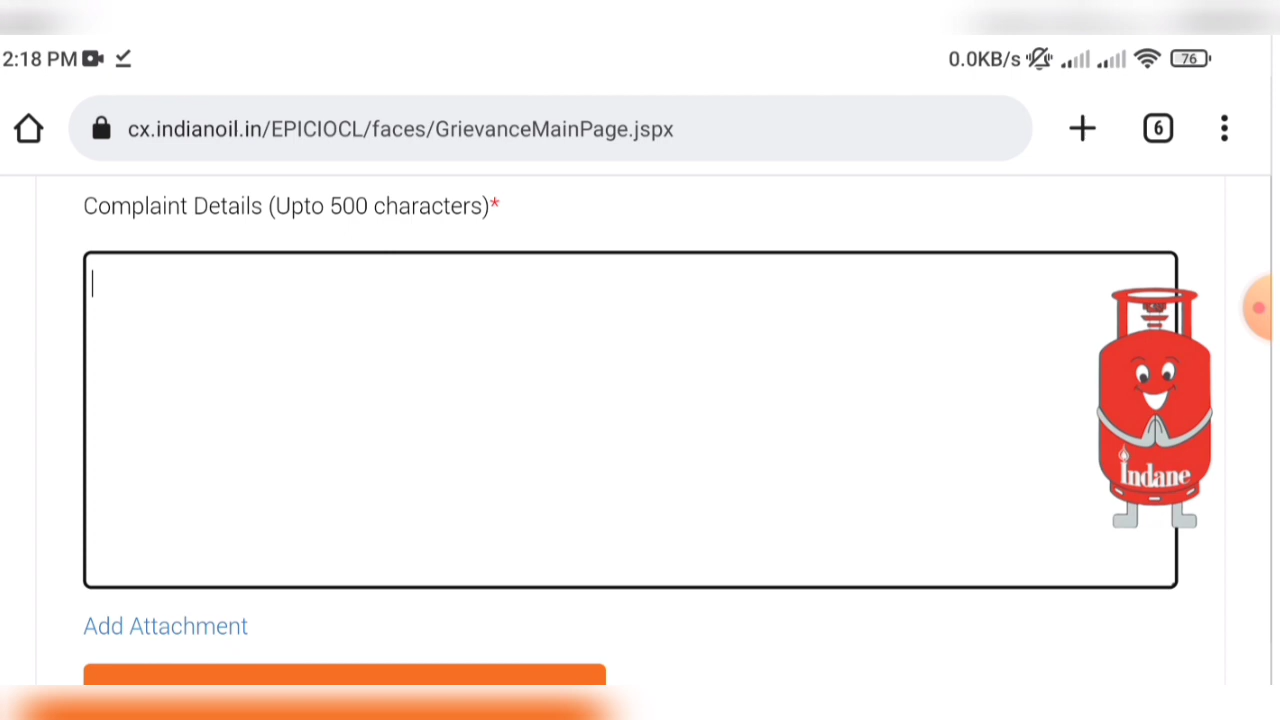 2:18 PM
0.0KB/s
76
cx.indianoil.in/EPICIOCL/faces/GrievanceMainPage.jspx
6
Complaint Details (Upto 500 characters)*
Indane
Add Attachment